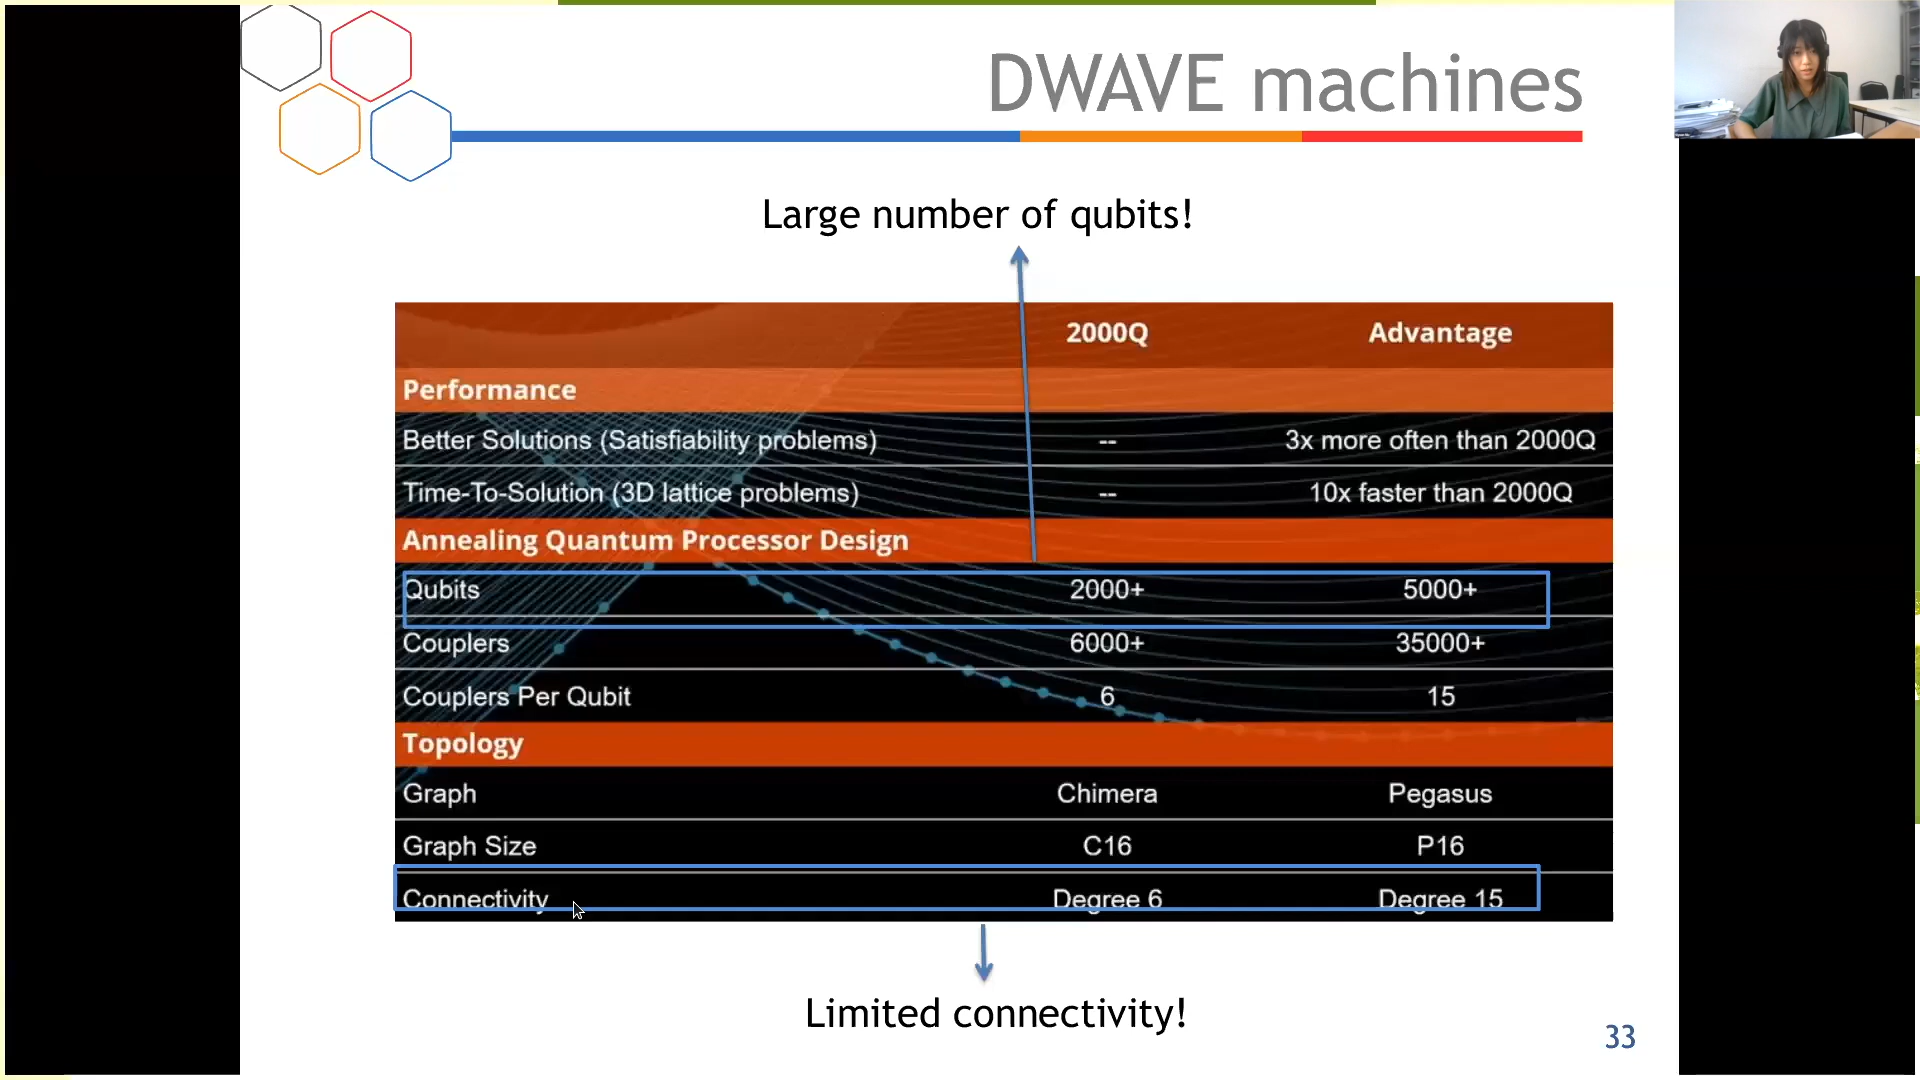 DWAVE machines
Large number of qubits!
2000Q Advantage
Performance
Better Solutions (Satisfiability problems) -- 3x more often than 2000Q
Time-To-Solution (3D lattice problems) -- 10x faster than 2000Q
Annealing Quantum Processor Design
Qubits 2000+ 5000+
Couplers 6000+ 35000+
Couplers Per Qubit 6 15
Topology
Graph Chimera Pegasus
Graph Size C16 P16
Connectivity Degree 6 Degree 15
Limited connectivity!
33